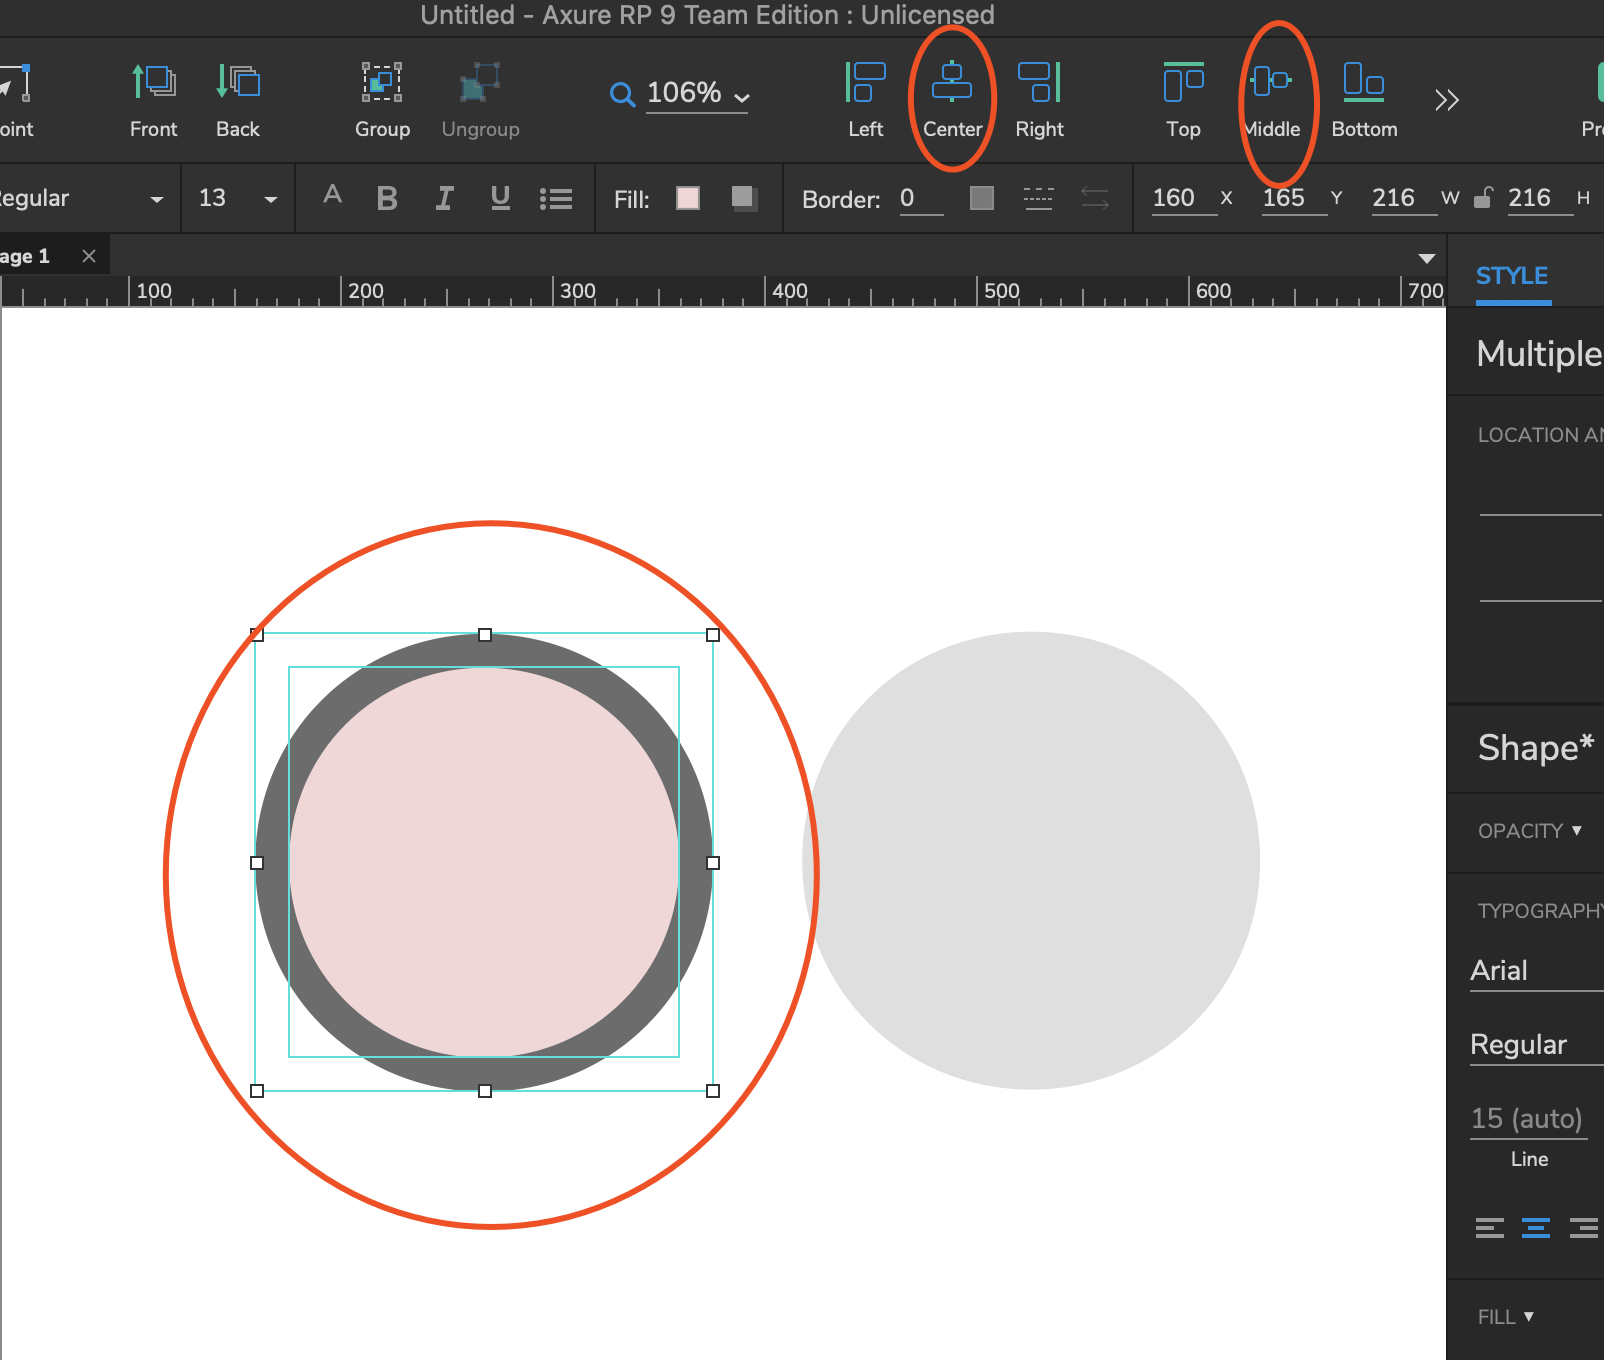 Untitled - Axure RP 9 Team Edition : Unlicensed
oint Front Back Group Ungroup 106% Left Center Right Top Middle Bottom Pr
egular 13 A B I U Fill: Border: 0 160 X 165 Y 216 W 216 H
age 1
100 200 300 400 500 600 700
STYLE
Multiple
LOCATION AN
Shape*
OPACITY
TYPOGRAPHY
Arial
Regular
15 (auto)
Line
FILL